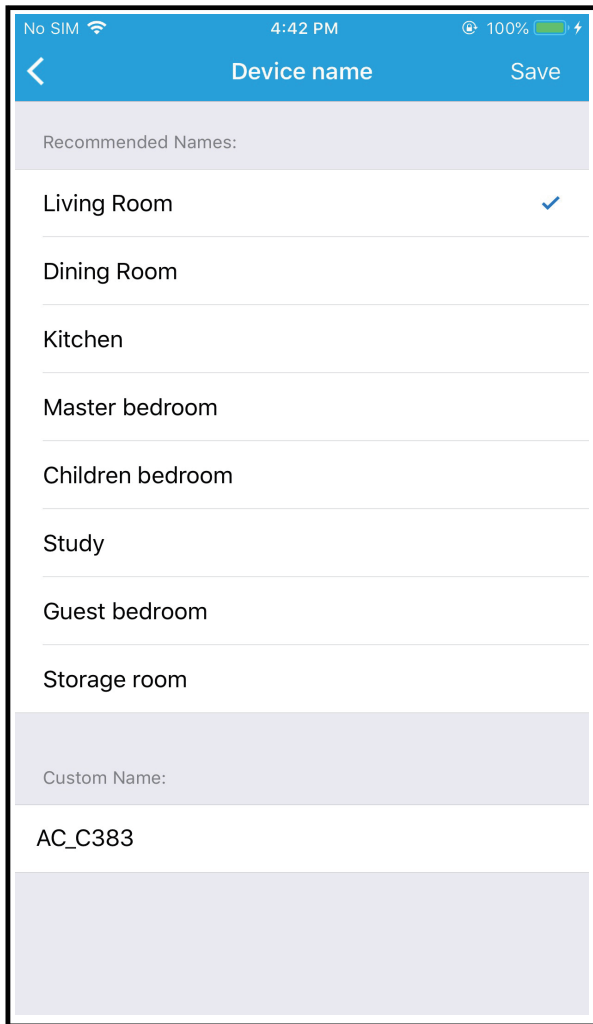 No SIM 4:42 PM 100%
Device name Save
Recommended Names:
Living Room
Dining Room
Kitchen
Master bedroom
Children bedroom
Study
Guest bedroom
Storage room
Custom Name:
AC_C383